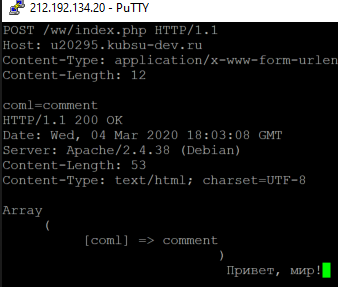 212.192.134.20 - PuTTY
POST /ww/index.php HTTP/1.1
Host: u20295.kubsu-dev.ru
Content-Type: application/x-www-form-urlen
Content-Length: 12
coml=comment
HTTP/1.1 200 OK
Date: Wed, 04 Mar 2020 18:03:08 GMT
Server: Apache/2.4.38 (Debian)
Content-Length: 53
Content-Type: text/html; charset=UTF-8
Array
(
[coml] => comment
)
Привет, мир!